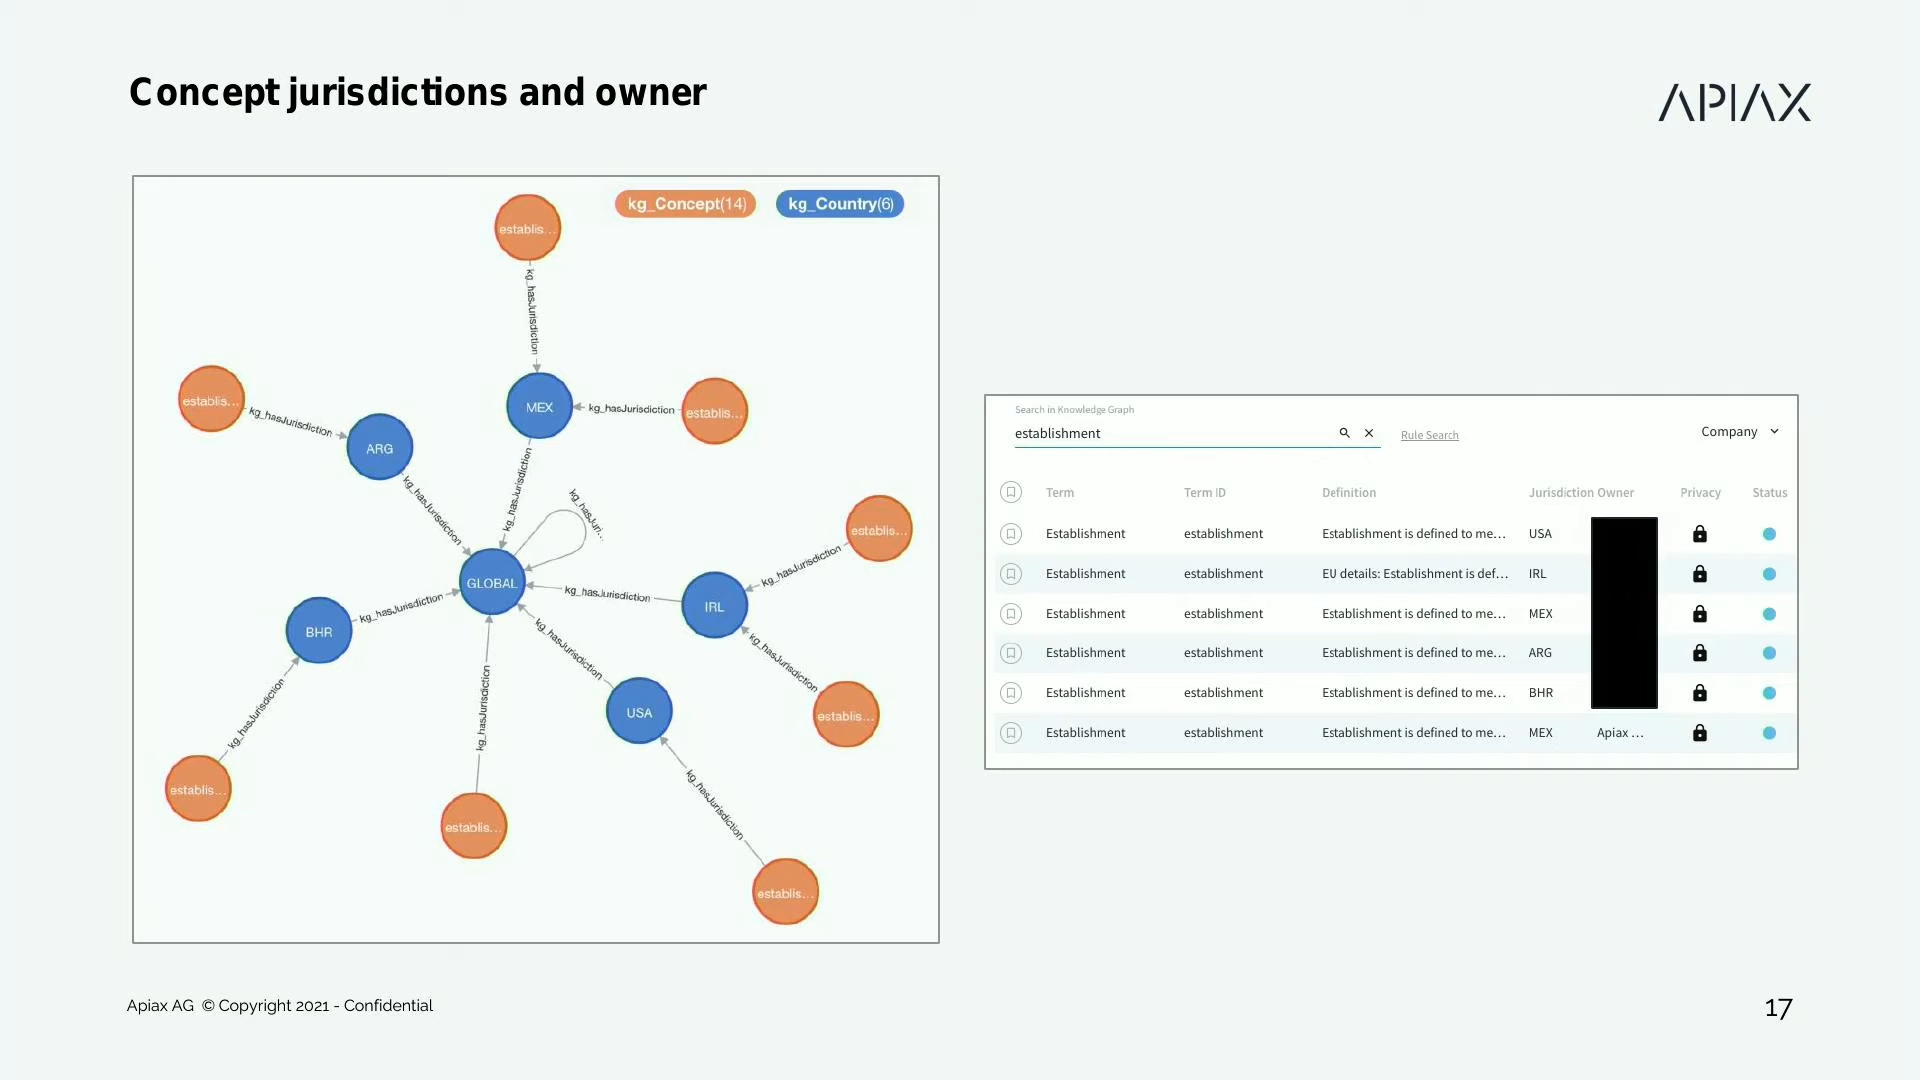 Concept jurisdictions and owner
APIAX
kg_Concept(14)
kg_Country(6)
establis...
kg_hasJurisdiction
establis...
kg_hasJurisdiction
ARG
MEX
kg_hasJurisdiction
establis...
kg_hasJurisdiction
kg_hasJurisdiction
kg_hasJuri...
establis...
kg_hasJurisdiction
GLOBAL
kg_hasJurisdiction
IRL
BHR
kg_hasJurisdiction
kg_hasJurisdiction
kg_hasJurisdiction
kg_hasJurisdiction
kg_hasJurisdiction
USA
establis...
establis...
establis...
kg_hasJurisdiction
establis...
Search in Knowledge Graph
establishment
Rule Search
Company
Term Term ID Definition Jurisdiction Owner Privacy Status
Establishment establishment Establishment is defined to me... USA
Establishment establishment EU details: Establishment is def... IRL
Establishment establishment Establishment is defined to me... MEX
Establishment establishment Establishment is defined to me... ARG
Establishment establishment Establishment is defined to me... BHR
Establishment establishment Establishment is defined to me... MEX Apiax ...
Apiax AG © Copyright 2021 - Confidential
17